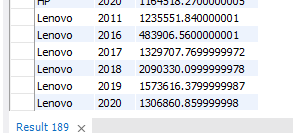 HP 2020 1164518.2700000005
Lenovo 2011 1235551.840000001
Lenovo 2016 483906.5600000001
Lenovo 2017 1329707.7699999972
Lenovo 2018 2090330.0999999978
Lenovo 2019 1573616.3799999987
Lenovo 2020 1306860.859999998
Result 189 ×